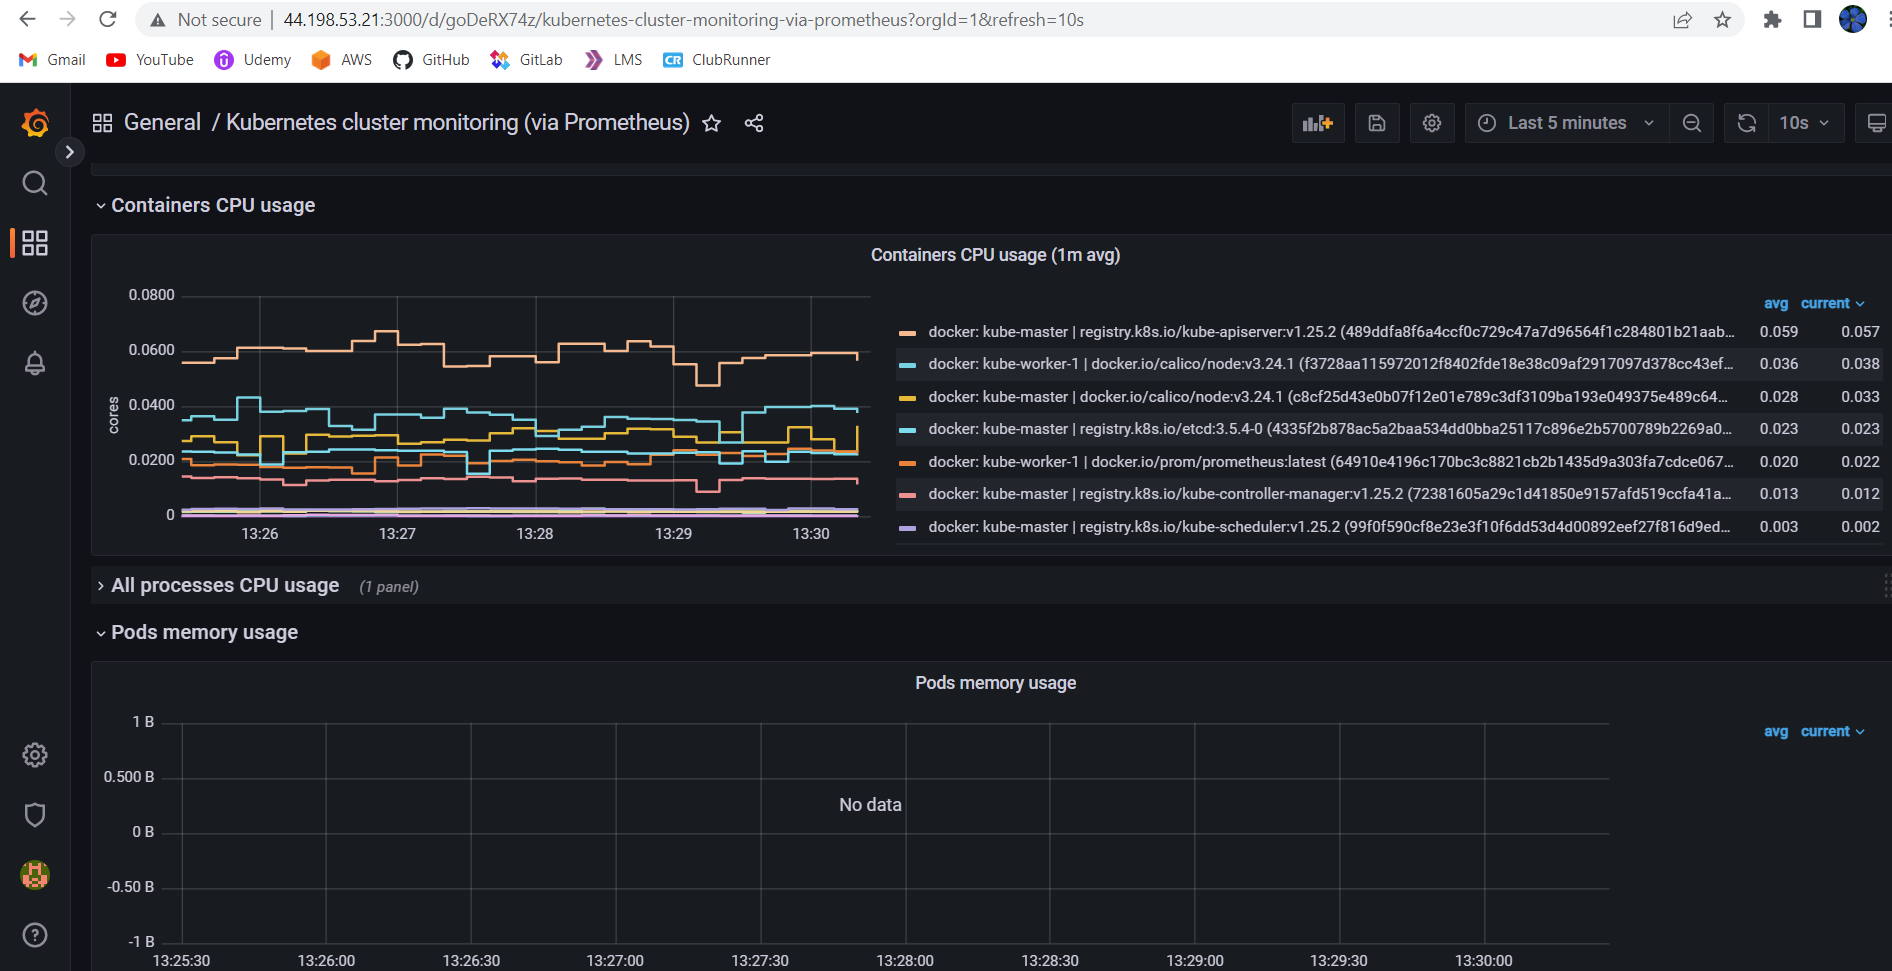 Not secure | 44.198.53.21:3000/d/goDeRX74z/kubernetes-cluster-monitoring-via-prometheus?orgId=1&refresh=10s
Gmail YouTube Udemy AWS GitHub GitLab LMS CR ClubRunner
General / Kubernetes cluster monitoring (via Prometheus) Last 5 minutes 10s
Containers CPU usage
Containers CPU usage (1m avg)
avg current
cores
0.0800
0.0600
0.0400
0.0200
0
13:26 13:27 13:28 13:29 13:30
docker: kube-master | registry.k8s.io/kube-apiserver:v1.25.2 (489ddfa8f6a4ccf0c729c47a7d96564f1c284801b21aab... 0.059 0.057
docker: kube-worker-1 | docker.io/calico/node:v3.24.1 (f3728aa115972012f8402fde18e38c09af2917097d378cc43ef... 0.036 0.038
docker: kube-master | docker.io/calico/node:v3.24.1 (c8cf25d43e0b07f12e01e789c3df3109ba193e049375e489c64... 0.028 0.033
docker: kube-master | registry.k8s.io/etcd:3.5.4-0 (4335f2b878ac5a2baa534dd0bba25117c896e2b5700789b2269a0... 0.023 0.023
docker: kube-worker-1 | docker.io/prom/prometheus:latest (64910e4196c170bc3c8821cb2b1435d9a303fa7cdce067... 0.020 0.022
docker: kube-master | registry.k8s.io/kube-controller-manager:v1.25.2 (72381605a29c1d41850e9157afd519ccfa41a... 0.013 0.012
docker: kube-master | registry.k8s.io/kube-scheduler:v1.25.2 (99f0f590cf8e23e3f10f6dd53d4d00892eef27f816d9ed... 0.003 0.002
All processes CPU usage (1 panel)
Pods memory usage
Pods memory usage
avg current
1 B
0.500 B
0 B
-0.50 B
-1 B
No data
13:25:30 13:26:00 13:26:30 13:27:00 13:27:30 13:28:00 13:28:30 13:29:00 13:29:30 13:30:00